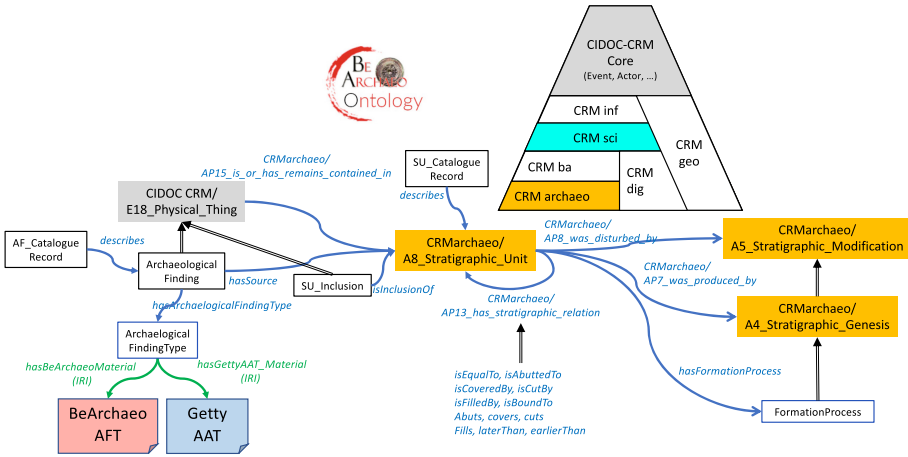 BE
ARCHAEO
Ontology
CIDOC-CRM
Core
(Event, Actor, ...)
CRM inf
CRM sci
CRM ba
CRM archaeo
CRM
dig
CRM
geo
CRMarchaeo/
AP15_is_or_has_remains_contained_in
SU_Catalogue
Record
describes
CIDOC CRM/
E18_Physical_Thing
AF_Catalogue
Record
describes
Archaeological
Finding
hasSource
SU_Inclusion
isInclusionOf
CRMarchaeo/
A8_Stratigraphic_Unit
CRMarchaeo/
AP8_was_disturbed_by
CRMarchaeo/
A5_Stratigraphic_Modification
CRMarchaeo/
AP7_was_produced_by
CRMarchaeo/
A4_Stratigraphic_Genesis
CRMarchaeo/
AP13_has_stratigraphic_relation
hasArchaelogicalFindingType
Archaelogical
FindingType
hasBeArchaeoMaterial
(IRI)
hasGettyAAT_Material
(IRI)
BeArchaeo
AFT
Getty
AAT
isEqualTo, isAbuttedTo
isCoveredBy, isCutBy
isFilledBy, isBoundTo
Abuts, covers, cuts
Fills, laterThan, earlierThan
hasFormationProcess
FormationProcess